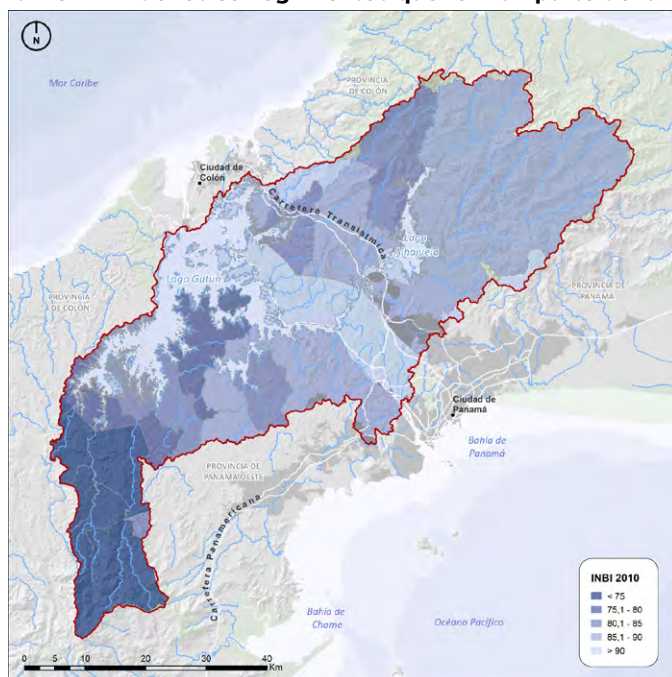 N
Mar Caribe
PROVINCIA
DE COLÓN
PROVINCIA
DE COLÓN
Ciudad de
Colón
Carretera Transístmica
Lago
Alhajuela
Lago Gatún
PROVINCIA
DE COLÓN
PROVINCIA DE
PANAMÁ
Ciudad de
Panamá
Bahía de
Panamá
PROVINCIA DE
PANAMÁ OESTE
Carretera Panamericana
INBI 2010
< 75
75,1 - 80
80,1 - 85
85,1 - 90
> 90
Bahía de
Chame
Océano Pacífico
0 5 10 20 30 40
Km